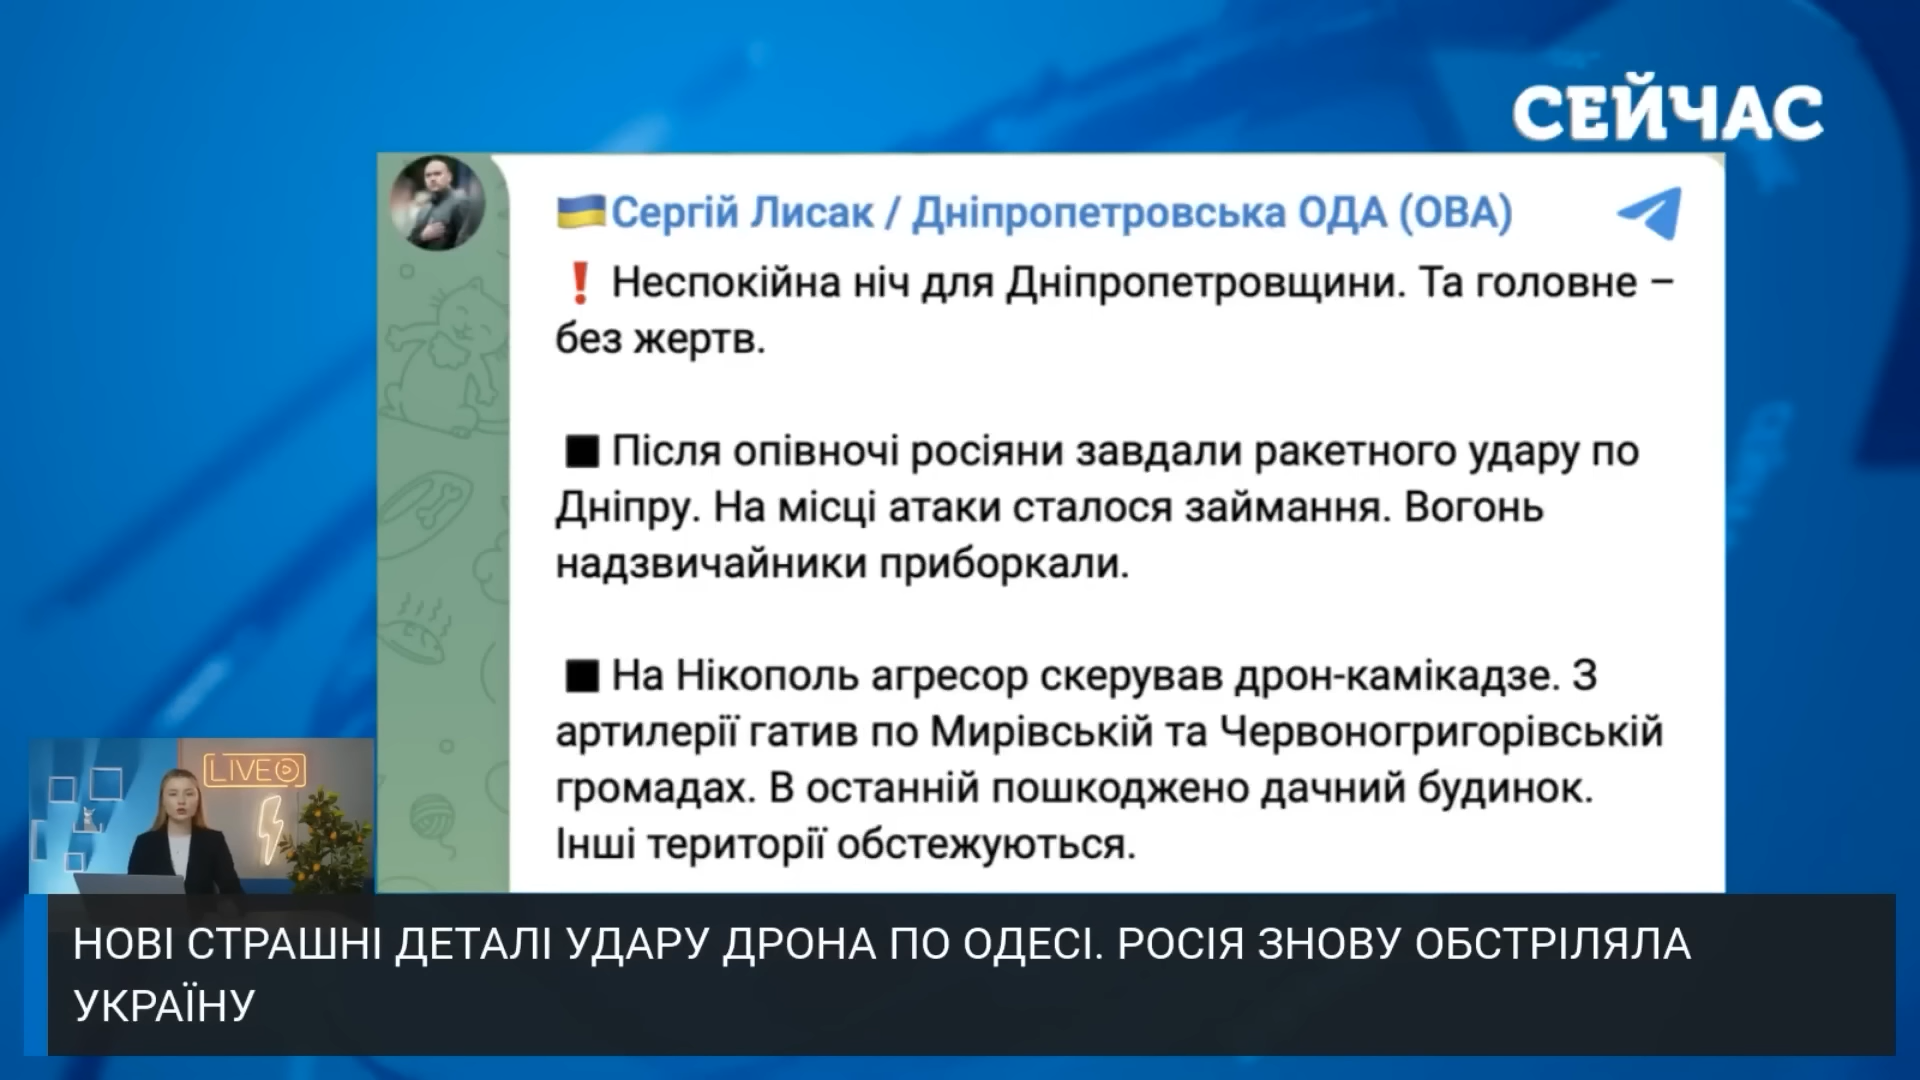 СЕЙЧАС
Сергій Лисак / Дніпропетровська ОДА (ОВА)
❗ Неспокійна ніч для Дніпропетровщини. Та головне –
без жертв.
◼ Після опівночі росіяни завдали ракетного удару по
Дніпру. На місці атаки сталося займання. Вогонь
надзвичайники приборкали.
◼ На Нікополь агресор скерував дрон-камікадзе. З
артилерії гатив по Мирівській та Червоногригорівській
громадах. В останній пошкоджено дачний будинок.
Інші території обстежуються.
LIVE
НОВІ СТРАШНІ ДЕТАЛІ УДАРУ ДРОНА ПО ОДЕСІ. РОСІЯ ЗНОВУ ОБСТРІЛЯЛА
УКРАЇНУ